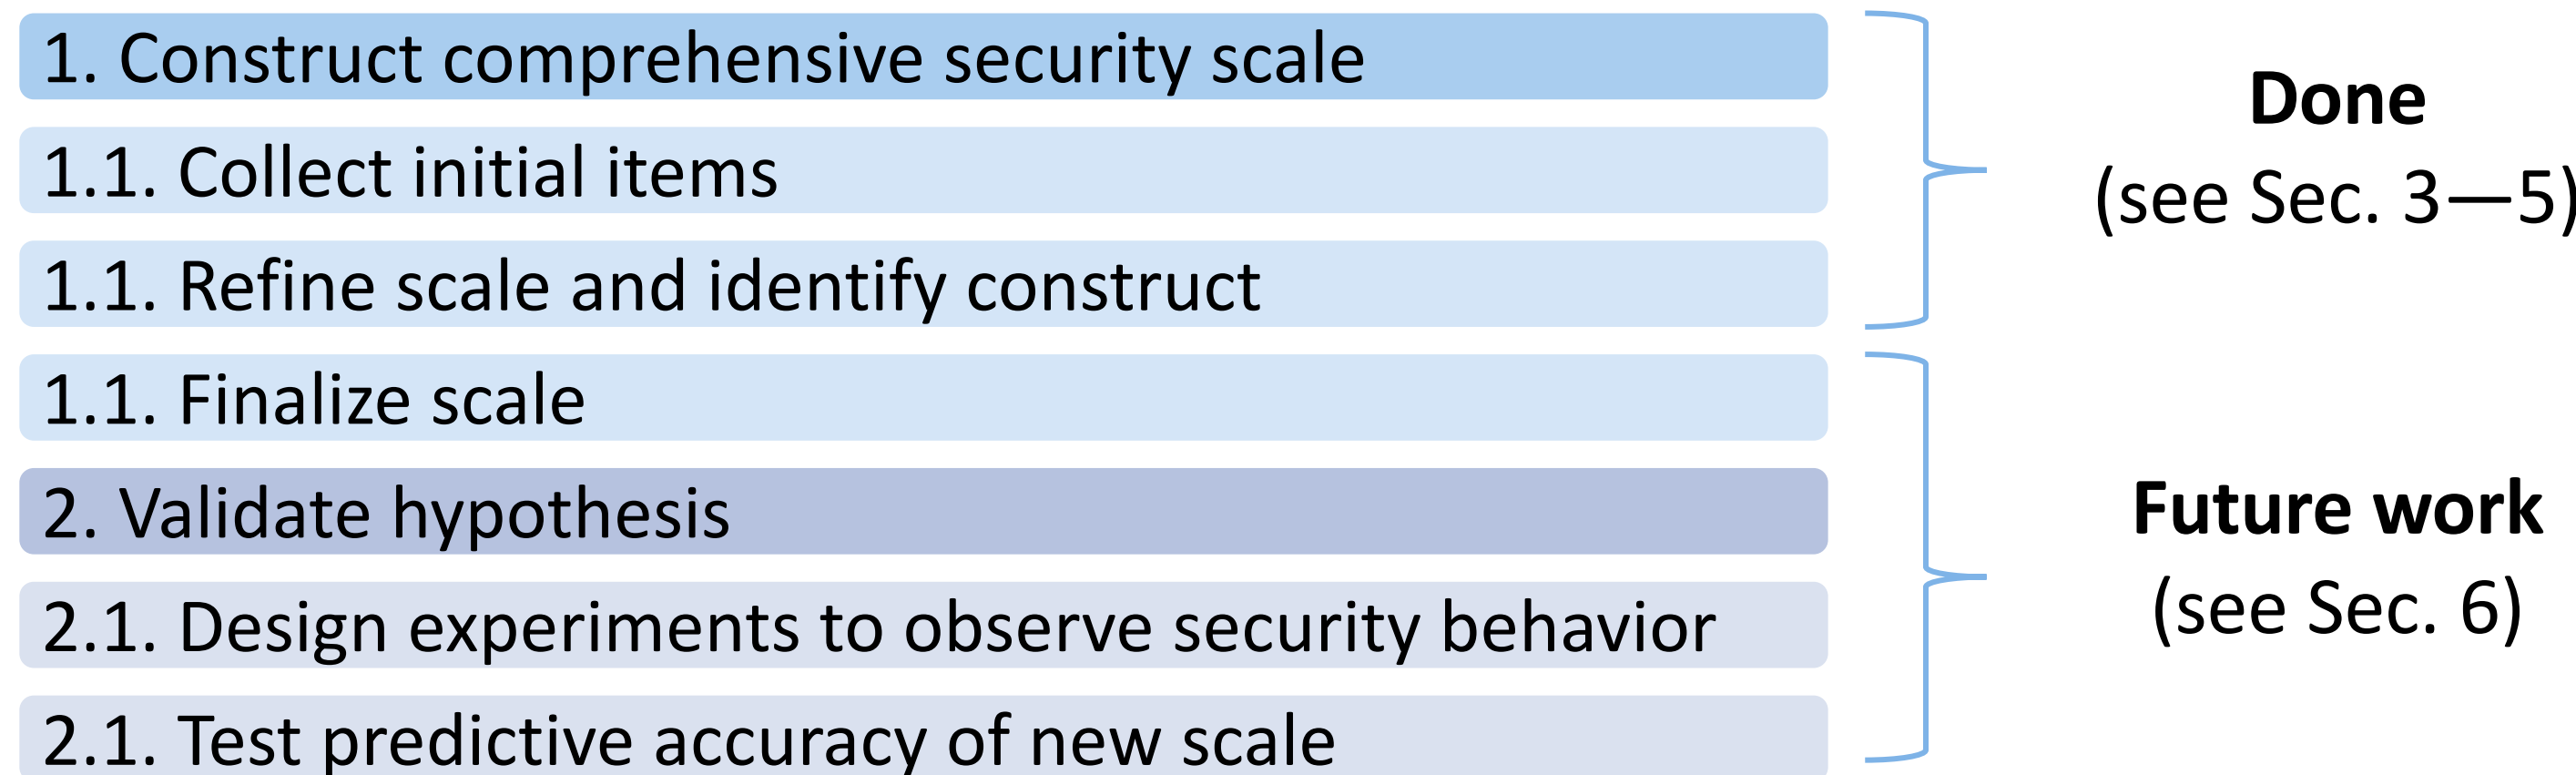 1. Construct comprehensive security scale
1.1. Collect initial items
1.1. Refine scale and identify construct
1.1. Finalize scale
2. Validate hypothesis
2.1. Design experiments to observe security behavior
2.1. Test predictive accuracy of new scale
Done
(see Sec. 3—5)
Future work
(see Sec. 6)